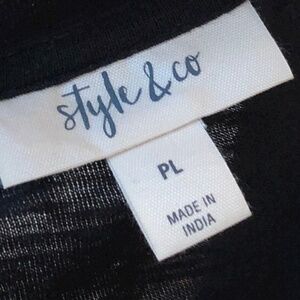 style & co
PL
MADE IN
INDIA